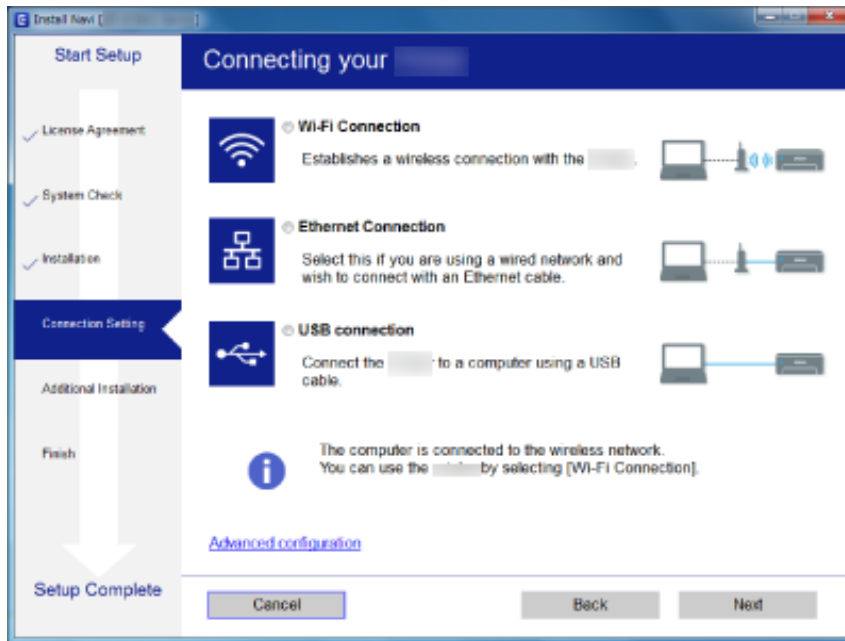 Install Navi [
Start Setup
Connecting your
License Agreement
System Check
Installation
Connection Setting
Additional Installation
Finish
Setup Complete
Wi-Fi Connection
Establishes a wireless connection with the .
Ethernet Connection
Select this if you are using a wired network and
wish to connect with an Ethernet cable.
USB connection
Connect the to a computer using a USB
cable.
The computer is connected to the wireless network.
You can use the by selecting [Wi-Fi Connection].
Advanced configuration
Cancel
Back
Next